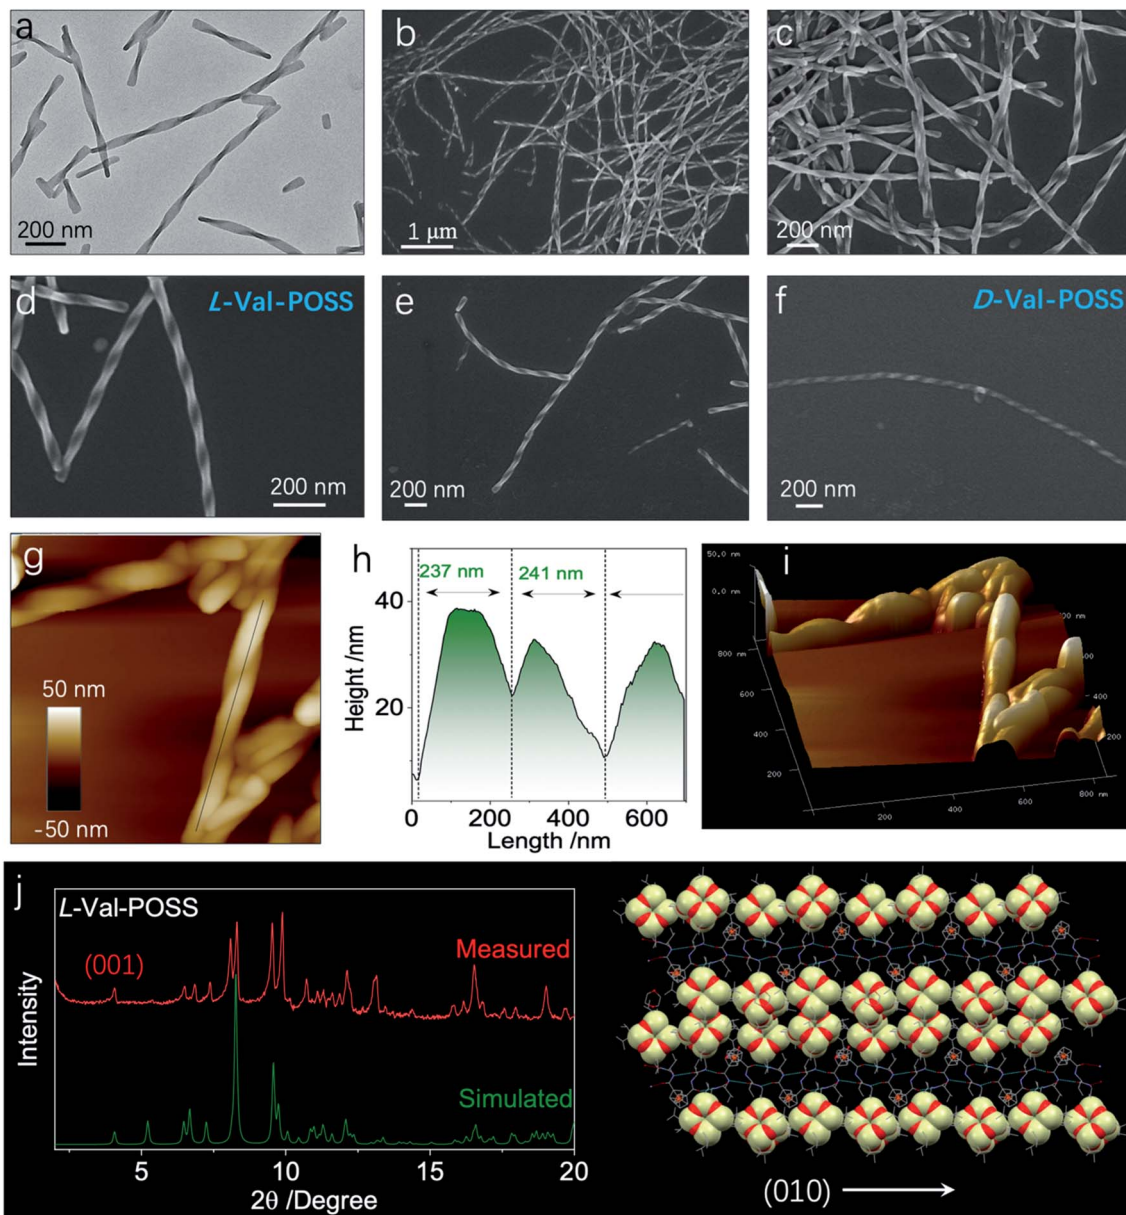 a
200 nm
b
1 μm
c
200 nm
d
L-Val-POSS
200 nm
e
200 nm
f
D-Val-POSS
200 nm
g
50 nm
-50 nm
h
237 nm
241 nm
40
20
Height /nm
0
200
400
600
Length /nm
i
50.0 nm
0.0 nm
800 nm
600
400
200
200
400
600
800 nm
200
400
600
j
L-Val-POSS
(001)
Measured
Simulated
Intensity
5
10
15
20
2θ /Degree
(010)